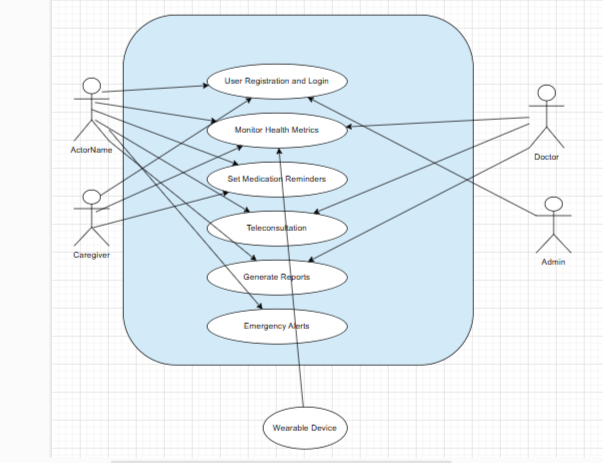 User Registration and Login
Monitor Health Metrics
ActorName
Doctor
Set Medication Reminders
Teleconsultation
Caregiver
Admin
Generate Reports
Emergency Alerts
Wearable Device